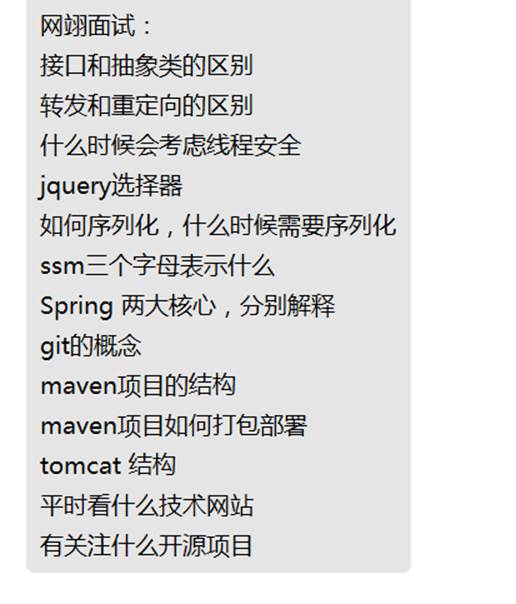 网翊面试：
接口和抽象类的区别
转发和重定向的区别
什么时候会考虑线程安全
jquery选择器
如何序列化，什么时候需要序列化
ssm三个字母表示什么
Spring 两大核心，分别解释
git的概念
maven项目的结构
maven项目如何打包部署
tomcat 结构
平时看什么技术网站
有关注什么开源项目